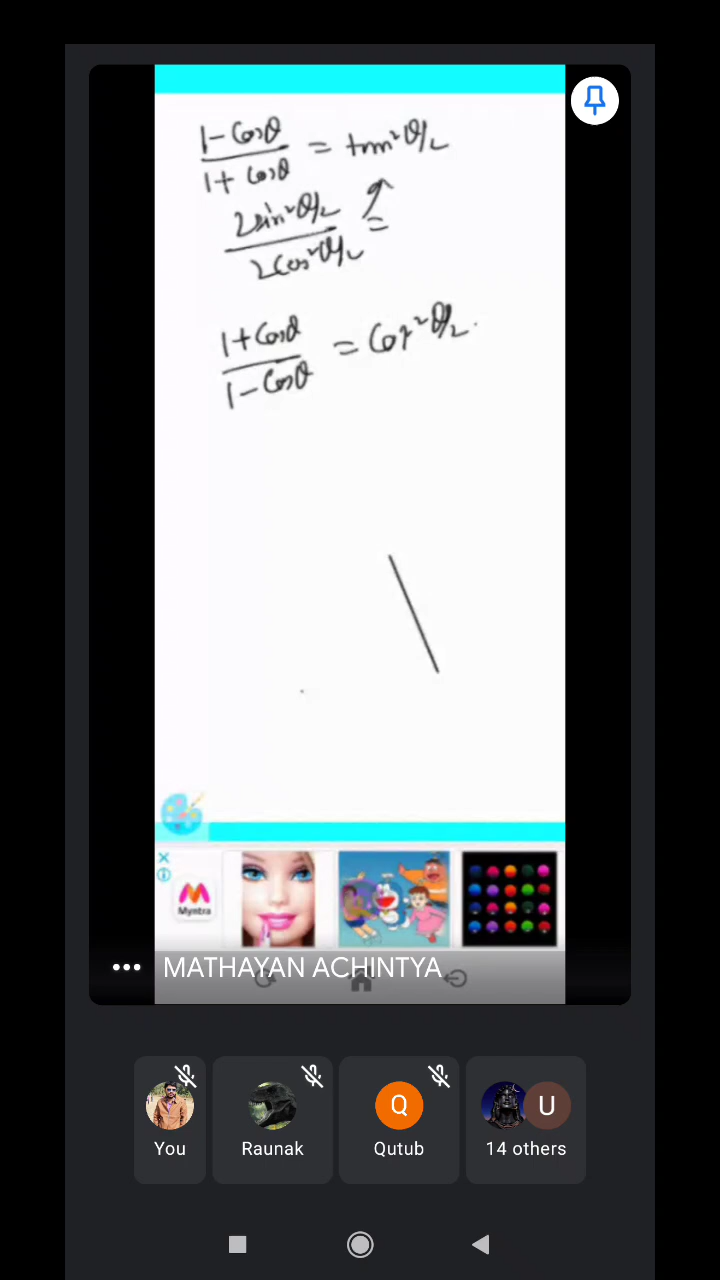 1 - Cosθ
———— = tan²θ/2
1 + Cosθ
2sin²θ/2
———— =
2Cos²θ/2
1 + Cosθ
———— = Cot²θ/2.
1 - Cosθ
Myntra
MATHAYAN ACHINTYA
Q U
You Raunak Qutub 14 others